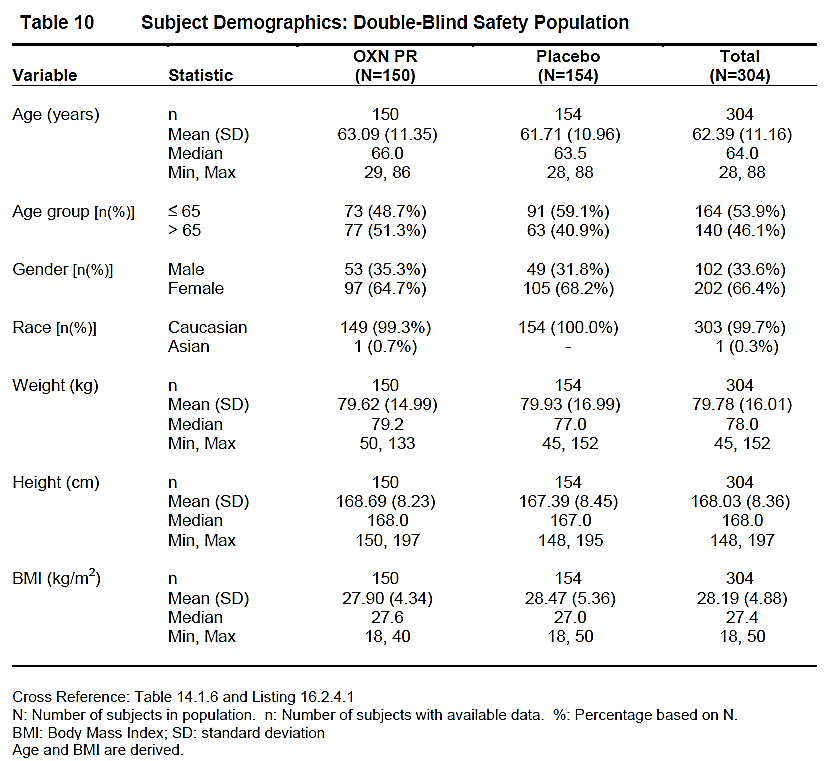 Table 10 Subject Demographics: Double-Blind Safety Population
OXN PR Placebo Total
Variable Statistic (N=150) (N=154) (N=304)
Age (years) n 150 154 304
Mean (SD) 63.09 (11.35) 61.71 (10.96) 62.39 (11.16)
Median 66.0 63.5 64.0
Min, Max 29, 86 28, 88 28, 88
Age group [n(%)] ≤ 65 73 (48.7%) 91 (59.1%) 164 (53.9%)
> 65 77 (51.3%) 63 (40.9%) 140 (46.1%)
Gender [n(%)] Male 53 (35.3%) 49 (31.8%) 102 (33.6%)
Female 97 (64.7%) 105 (68.2%) 202 (66.4%)
Race [n(%)] Caucasian 149 (99.3%) 154 (100.0%) 303 (99.7%)
Asian 1 (0.7%) - 1 (0.3%)
Weight (kg) n 150 154 304
Mean (SD) 79.62 (14.99) 79.93 (16.99) 79.78 (16.01)
Median 79.2 77.0 78.0
Min, Max 50, 133 45, 152 45, 152
Height (cm) n 150 154 304
Mean (SD) 168.69 (8.23) 167.39 (8.45) 168.03 (8.36)
Median 168.0 167.0 168.0
Min, Max 150, 197 148, 195 148, 197
BMI (kg/m²) n 150 154 304
Mean (SD) 27.90 (4.34) 28.47 (5.36) 28.19 (4.88)
Median 27.6 27.0 27.4
Min, Max 18, 40 18, 50 18, 50
Cross Reference: Table 14.1.6 and Listing 16.2.4.1
N: Number of subjects in population. n: Number of subjects with available data. %: Percentage based on N.
BMI: Body Mass Index; SD: standard deviation
Age and BMI are derived.